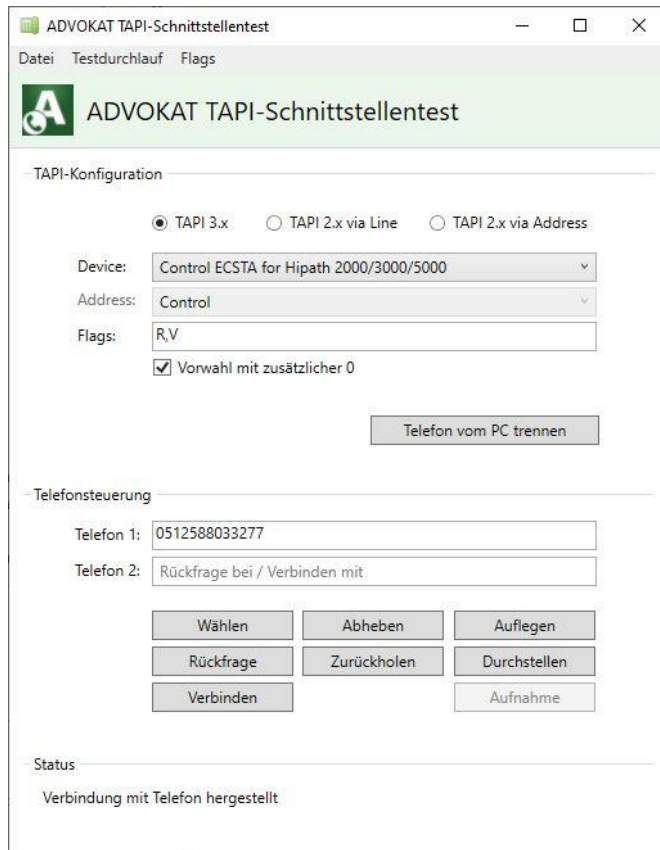 ADVOKAT TAPI-Schnittstellentest
Datei Testdurchlauf Flags
ADVOKAT TAPI-Schnittstellentest
TAPI-Konfiguration
TAPI 3.x TAPI 2.x via Line TAPI 2.x via Address
Device: Control ECSTA for Hipath 2000/3000/5000
Address: Control
Flags: R,V
Vorwahl mit zusätzlicher 0
Telefon vom PC trennen
Telefonsteuerung
Telefon 1: 0512588033277
Telefon 2: Rückfrage bei / Verbinden mit
Wählen Abheben Auflegen
Rückfrage Zurückholen Durchstellen
Verbinden Aufnahme
Status
Verbindung mit Telefon hergestellt